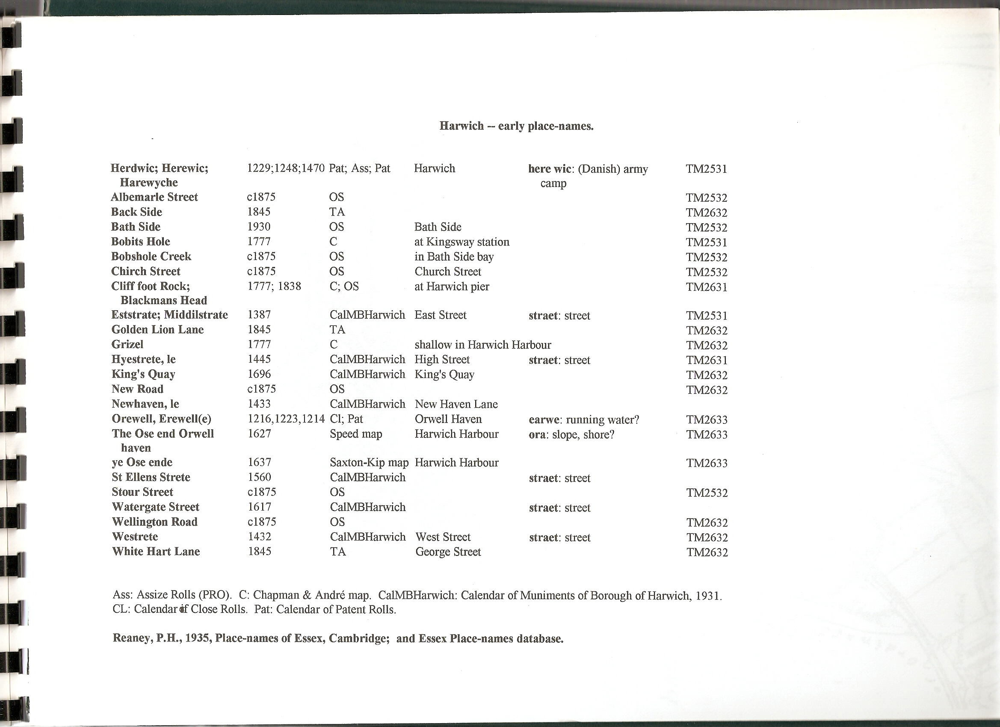 Harwich -- early place-names.
Herdwic; Herewic; 1229;1248;1470 Pat; Ass; Pat Harwich here wic: (Danish) army TM2531
Harewyche camp
Albemarle Street c1875 OS TM2532
Back Side 1845 TA TM2632
Bath Side 1930 OS Bath Side TM2532
Bobits Hole 1777 C at Kingsway station TM2531
Bobshole Creek c1875 OS in Bath Side bay TM2532
Chirch Street c1875 OS Church Street TM2532
Cliff foot Rock; 1777; 1838 C; OS at Harwich pier TM2631
Blackmans Head
Eststrate; Middilstrate 1387 CalMBHarwich East Street straet: street TM2531
Golden Lion Lane 1845 TA TM2632
Grizel 1777 C shallow in Harwich Harbour TM2632
Hyestrete, le 1445 CalMBHarwich High Street straet: street TM2631
King's Quay 1696 CalMBHarwich King's Quay TM2632
New Road c1875 OS TM2632
Newhaven, le 1433 CalMBHarwich New Haven Lane
Orewell, Erewell(e) 1216,1223,1214 Cl; Pat Orwell Haven earwe: running water? TM2633
The Ose end Orwell 1627 Speed map Harwich Harbour ora: slope, shore? TM2633
haven
ye Ose ende 1637 Saxton-Kip map Harwich Harbour TM2633
St Ellens Strete 1560 CalMBHarwich straet: street
Stour Street c1875 OS TM2532
Watergate Street 1617 CalMBHarwich straet: street
Wellington Road c1875 OS TM2632
Westrete 1432 CalMBHarwich West Street straet: street TM2632
White Hart Lane 1845 TA George Street TM2632
Ass: Assize Rolls (PRO). C: Chapman & André map. CalMBHarwich: Calendar of Muniments of Borough of Harwich, 1931.
CL: Calendar if Close Rolls. Pat: Calendar of Patent Rolls.
Reaney, P.H., 1935, Place-names of Essex, Cambridge; and Essex Place-names database.